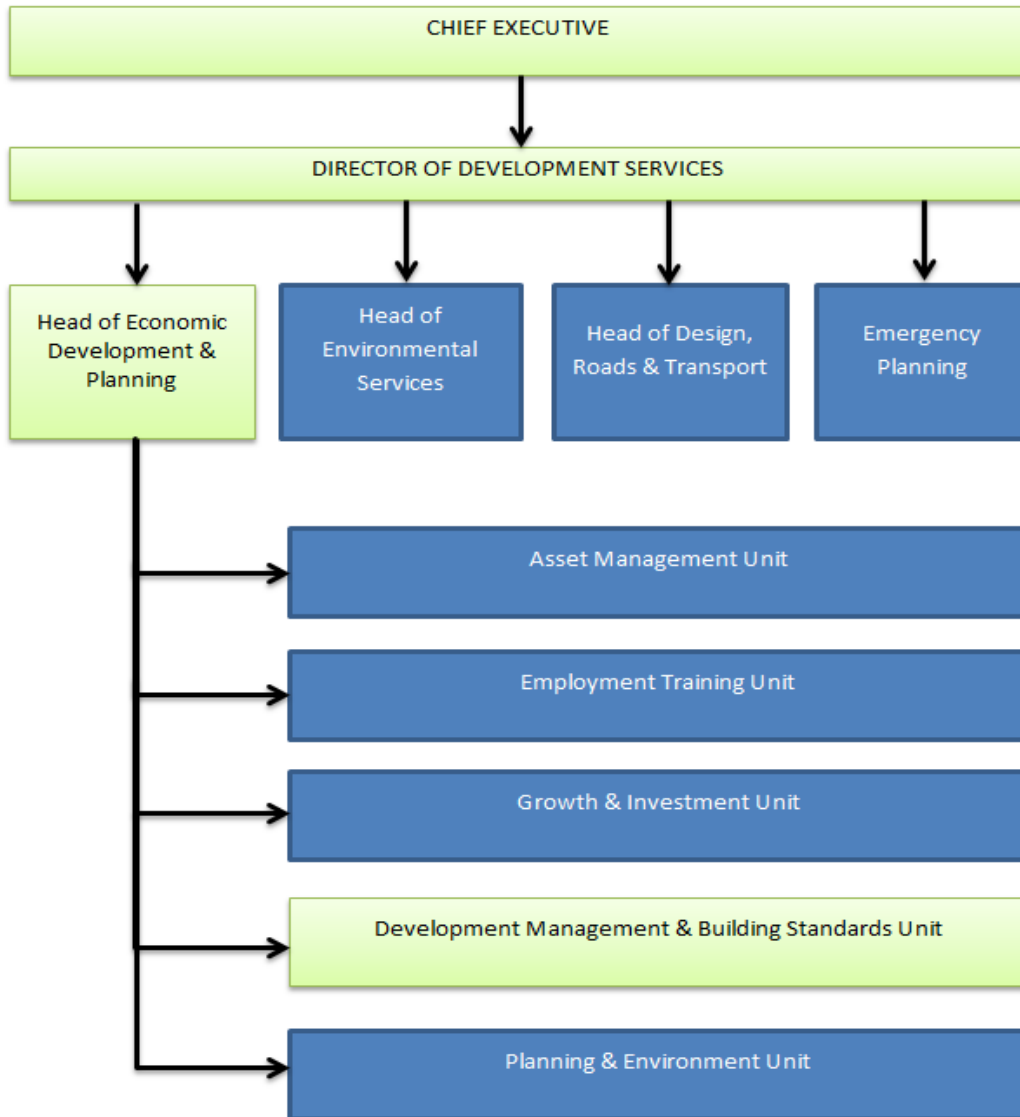 CHIEF EXECUTIVE
DIRECTOR OF DEVELOPMENT SERVICES
Head of Economic
Development &
Planning
Head of
Environmental
Services
Head of Design,
Roads & Transport
Emergency
Planning
Asset Management Unit
Employment Training Unit
Growth & Investment Unit
Development Management & Building Standards Unit
Planning & Environment Unit